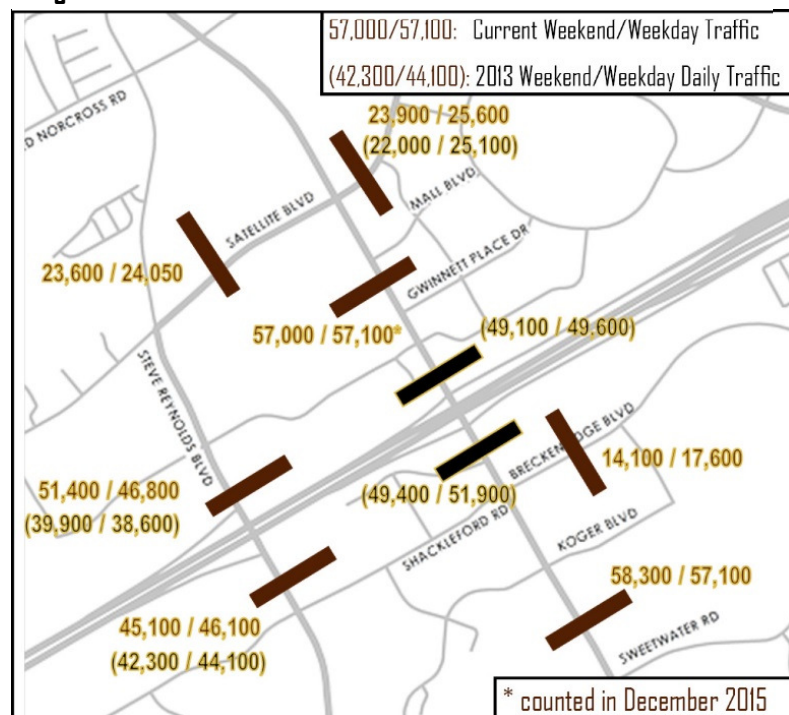 57,000/57,100: Current Weekend/Weekday Traffic
(42,300/44,100): 2013 Weekend/Weekday Daily Traffic
D NORCROSS RD
23,900 / 25,600
(22,000 / 25,100)
MALL BLVD
SATELLITE BLVD
GWINNETT PLACE DR
23,600 / 24,050
57,000 / 57,100*
(49,100 / 49,600)
STEVE REYNOLDS BLVD
BRECKEN DGE BLVD
14,100 / 17,600
51,400 / 46,800
(39,900 / 38,600)
(49,400 / 51,900)
SHACKLEFORD RD
KOGER BLVD
58,300 / 57,100
45,100 / 46,100
(42,300 / 44,100)
SWEETWATER RD
* counted in December 2015